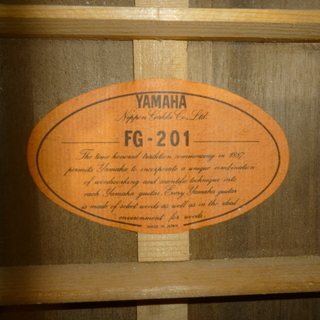 YAMAHA
Nippon Gakki Co., Ltd.
FG-201
The time honored tradition commencing in 1887
permits Yamaha to incorporate a unique combination
of woodworking and scientific technique into
each Yamaha guitar. Every Yamaha guitar
is made of select woods as well as in the ideal
environment for woods.
MADE IN JAPAN